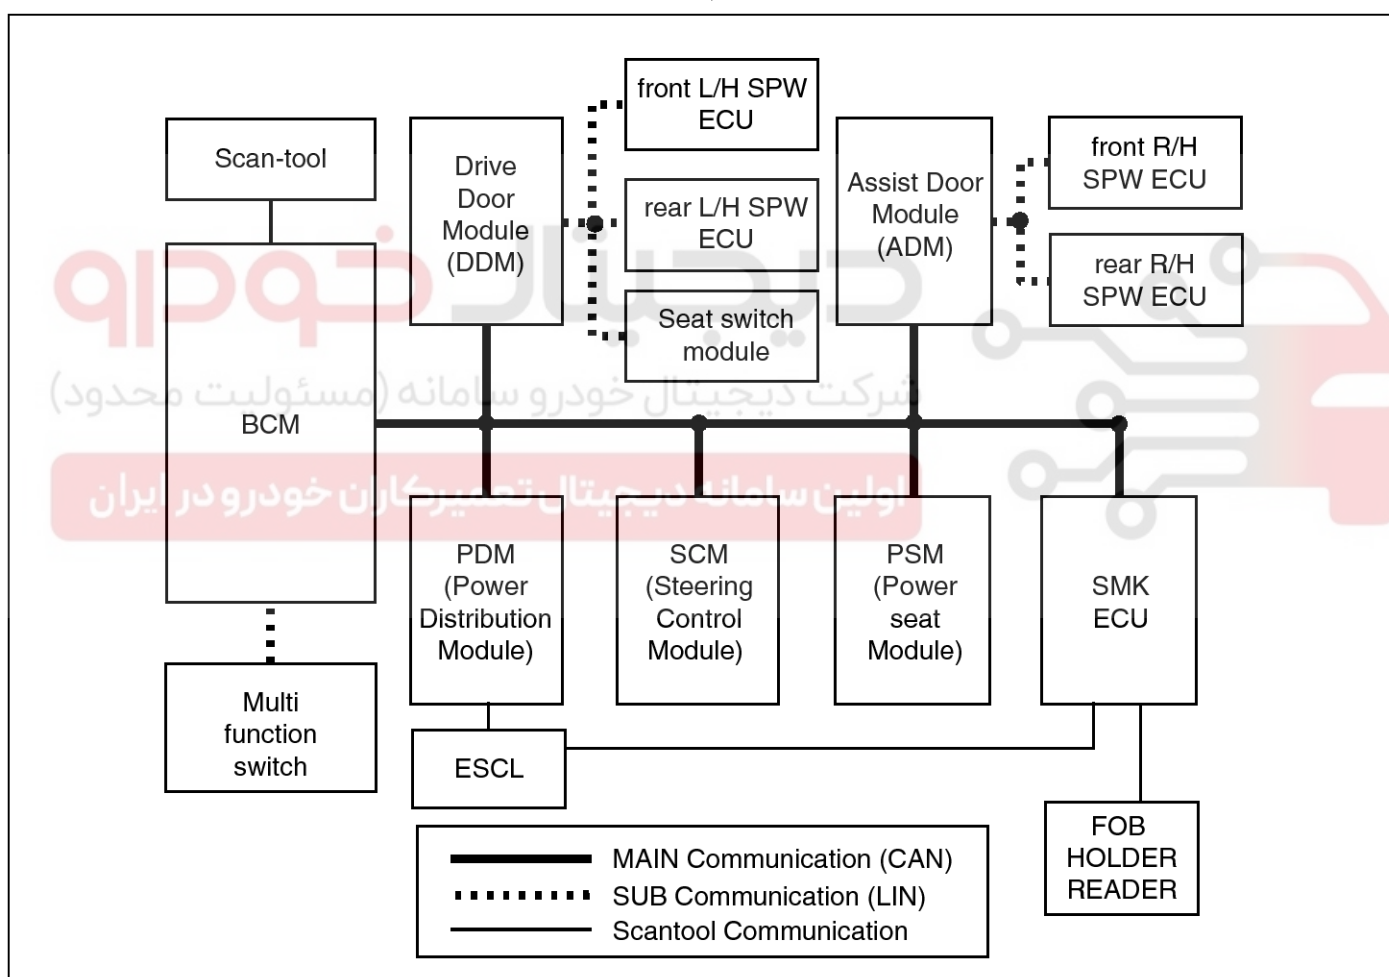 front L/H SPW
ECU
Scan-tool
Drive
Door
Module
(DDM)
rear L/H SPW
ECU
Seat switch
module
Assist Door
Module
(ADM)
front R/H
SPW ECU
rear R/H
SPW ECU
دیجیتال خودرو
شرکت دیجیتال خودرو سامانه (مسئولیت محدود)
اولین سامانه دیجیتال تعمیرکاران خودرو در ایران
BCM
PDM
(Power
Distribution
Module)
SCM
(Steering
Control
Module)
PSM
(Power
seat
Module)
SMK
ECU
Multi
function
switch
ESCL
FOB
HOLDER
READER
MAIN Communication (CAN)
SUB Communication (LIN)
Scantool Communication